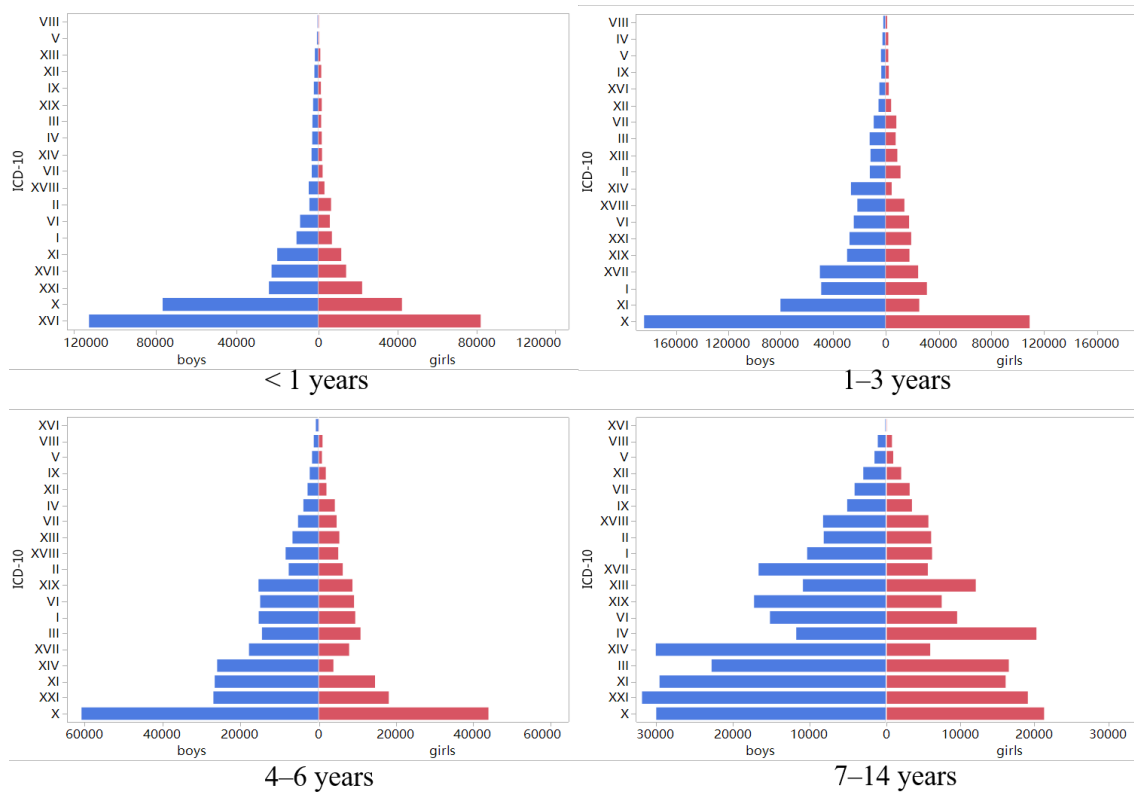 ICD-10
VIII
V
XIII
XII
IX
XIX
III
IV
XIV
VII
XVIII
II
VI
I
XI
XVII
XXI
X
XVI
120000 80000 40000 0 40000 80000 120000
boys girls
< 1 years
ICD-10
VIII
IV
V
IX
XVI
XII
VII
III
XIII
II
XIV
XVIII
VI
XXI
XIX
XVII
I
XI
X
160000 120000 80000 40000 0 40000 80000 120000 160000
boys girls
1–3 years
ICD-10
XVI
VIII
V
IX
XII
IV
VII
XIII
XVIII
II
XIX
VI
I
III
XVII
XIV
XI
XXI
X
60000 40000 20000 0 20000 40000 60000
boys girls
4–6 years
ICD-10
XVI
VIII
V
XII
VII
IX
XVIII
II
I
XVII
XIII
XIX
VI
IV
XIV
III
XI
XXI
X
30000 20000 10000 0 10000 20000 30000
boys girls
7–14 years